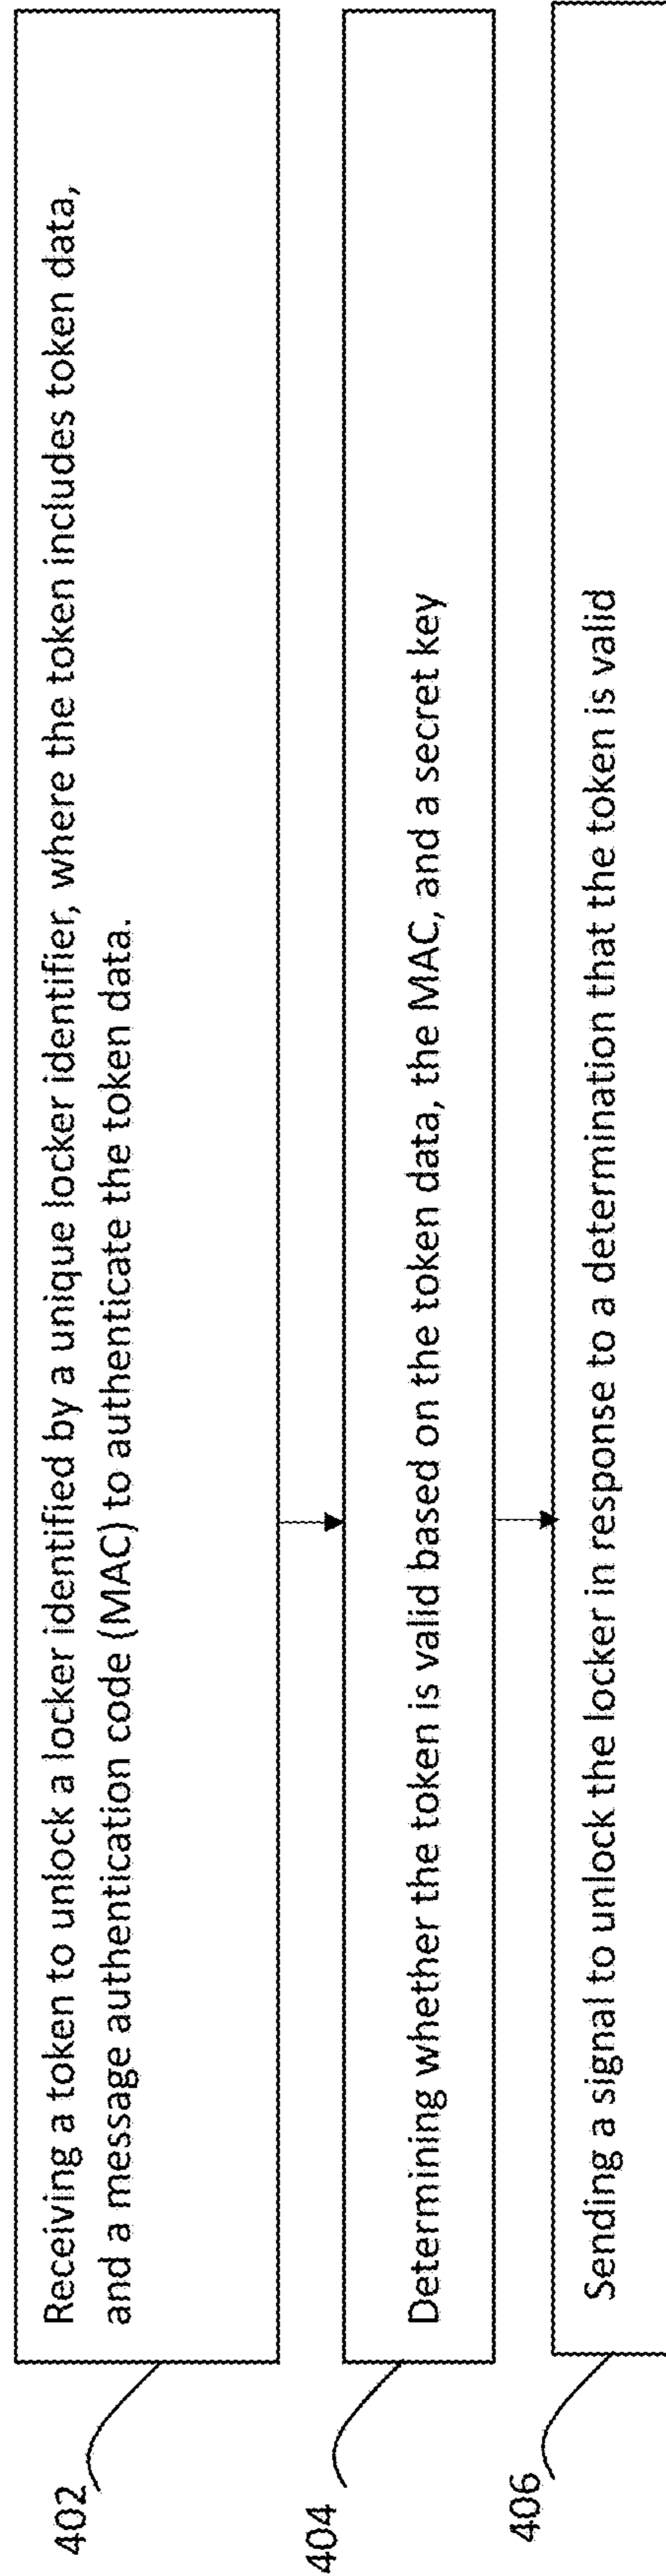 402
Receiving a token to unlock a locker identified by a unique locker identifier, where the token includes token data,
and a message authentication code (MAC) to authenticate the token data.
404
Determining whether the token is valid based on the token data, the MAC, and a secret key
406
Sending a signal to unlock the locker in response to a determination that the token is valid